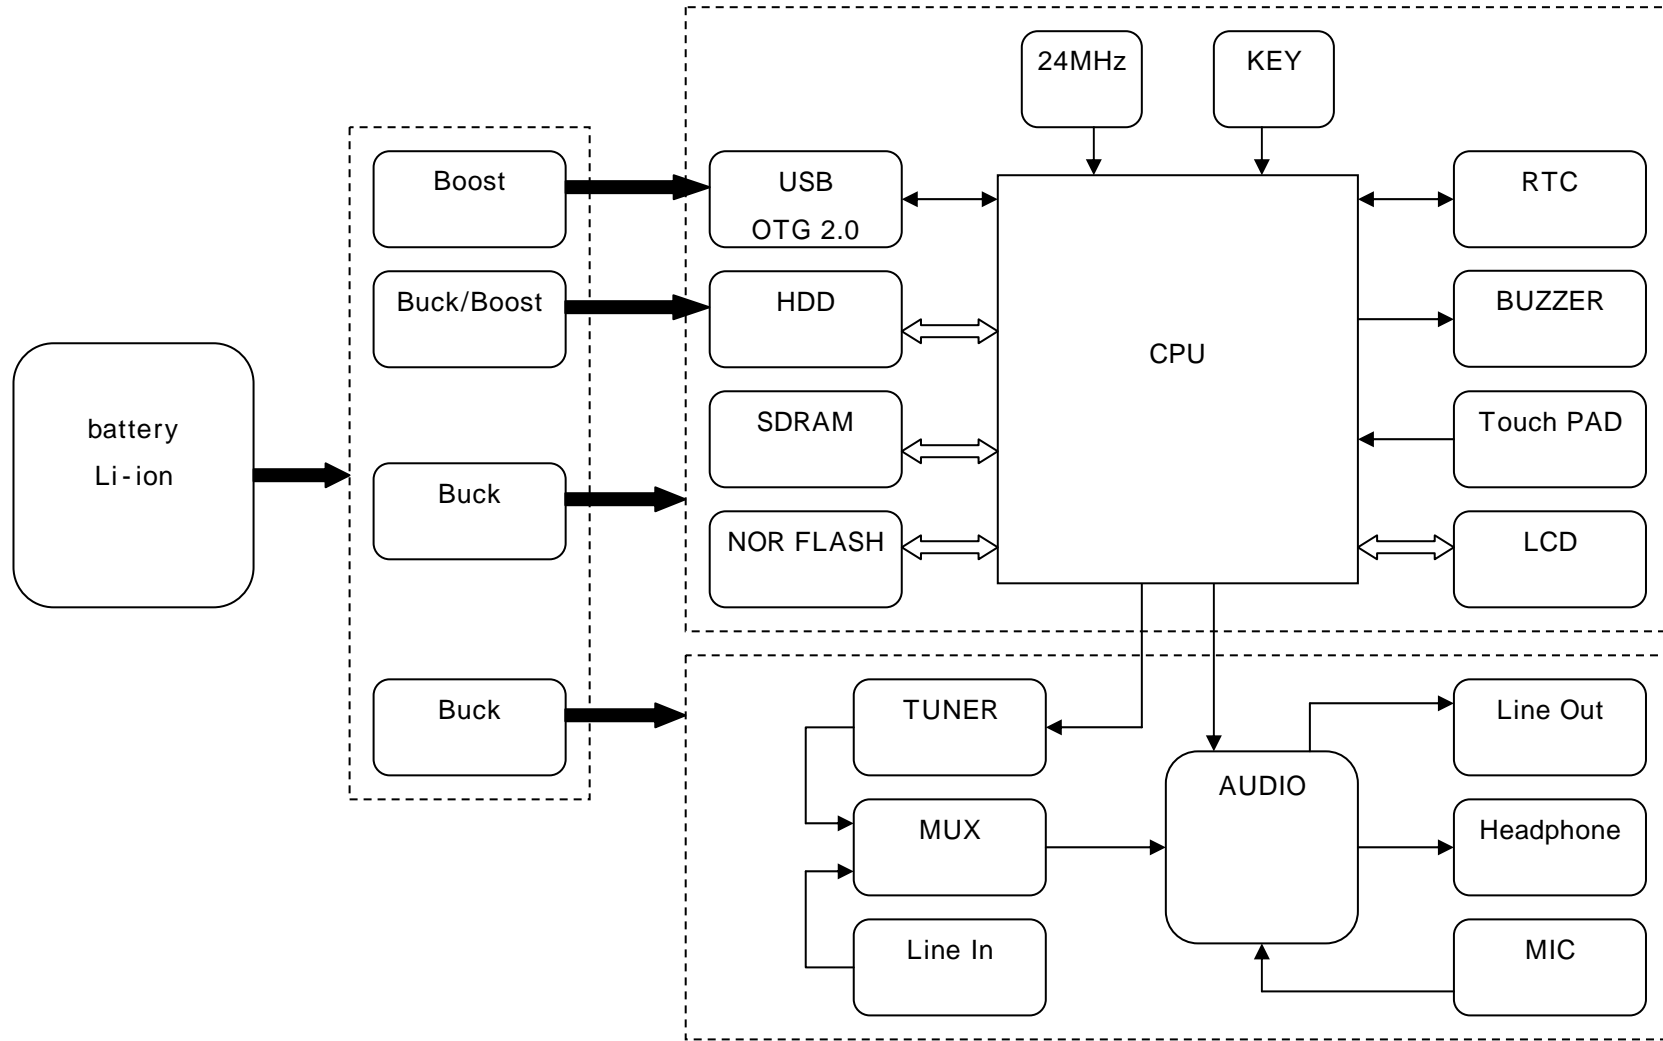 24MHz
KEY
Boost
USB
OTG 2.0
RTC
Buck/Boost
HDD
CPU
BUZZER
battery
Li-ion
SDRAM
Touch PAD
Buck
NOR FLASH
LCD
Buck
TUNER
Line Out
AUDIO
MUX
Headphone
Line In
MIC